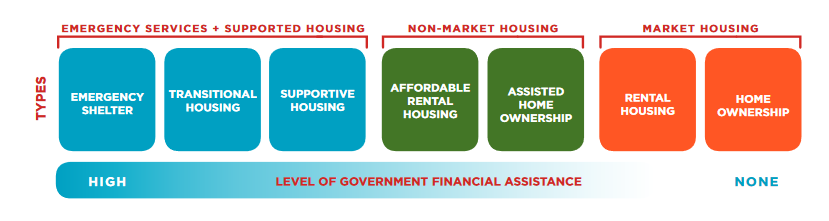 EMERGENCY SERVICES + SUPPORTED HOUSING
NON-MARKET HOUSING
MARKET HOUSING
TYPES
EMERGENCY
SHELTER
TRANSITIONAL
HOUSING
SUPPORTIVE
HOUSING
AFFORDABLE
RENTAL
HOUSING
ASSISTED
HOME
OWNERSHIP
RENTAL
HOUSING
HOME
OWNERSHIP
HIGH
LEVEL OF GOVERNMENT FINANCIAL ASSISTANCE
NONE